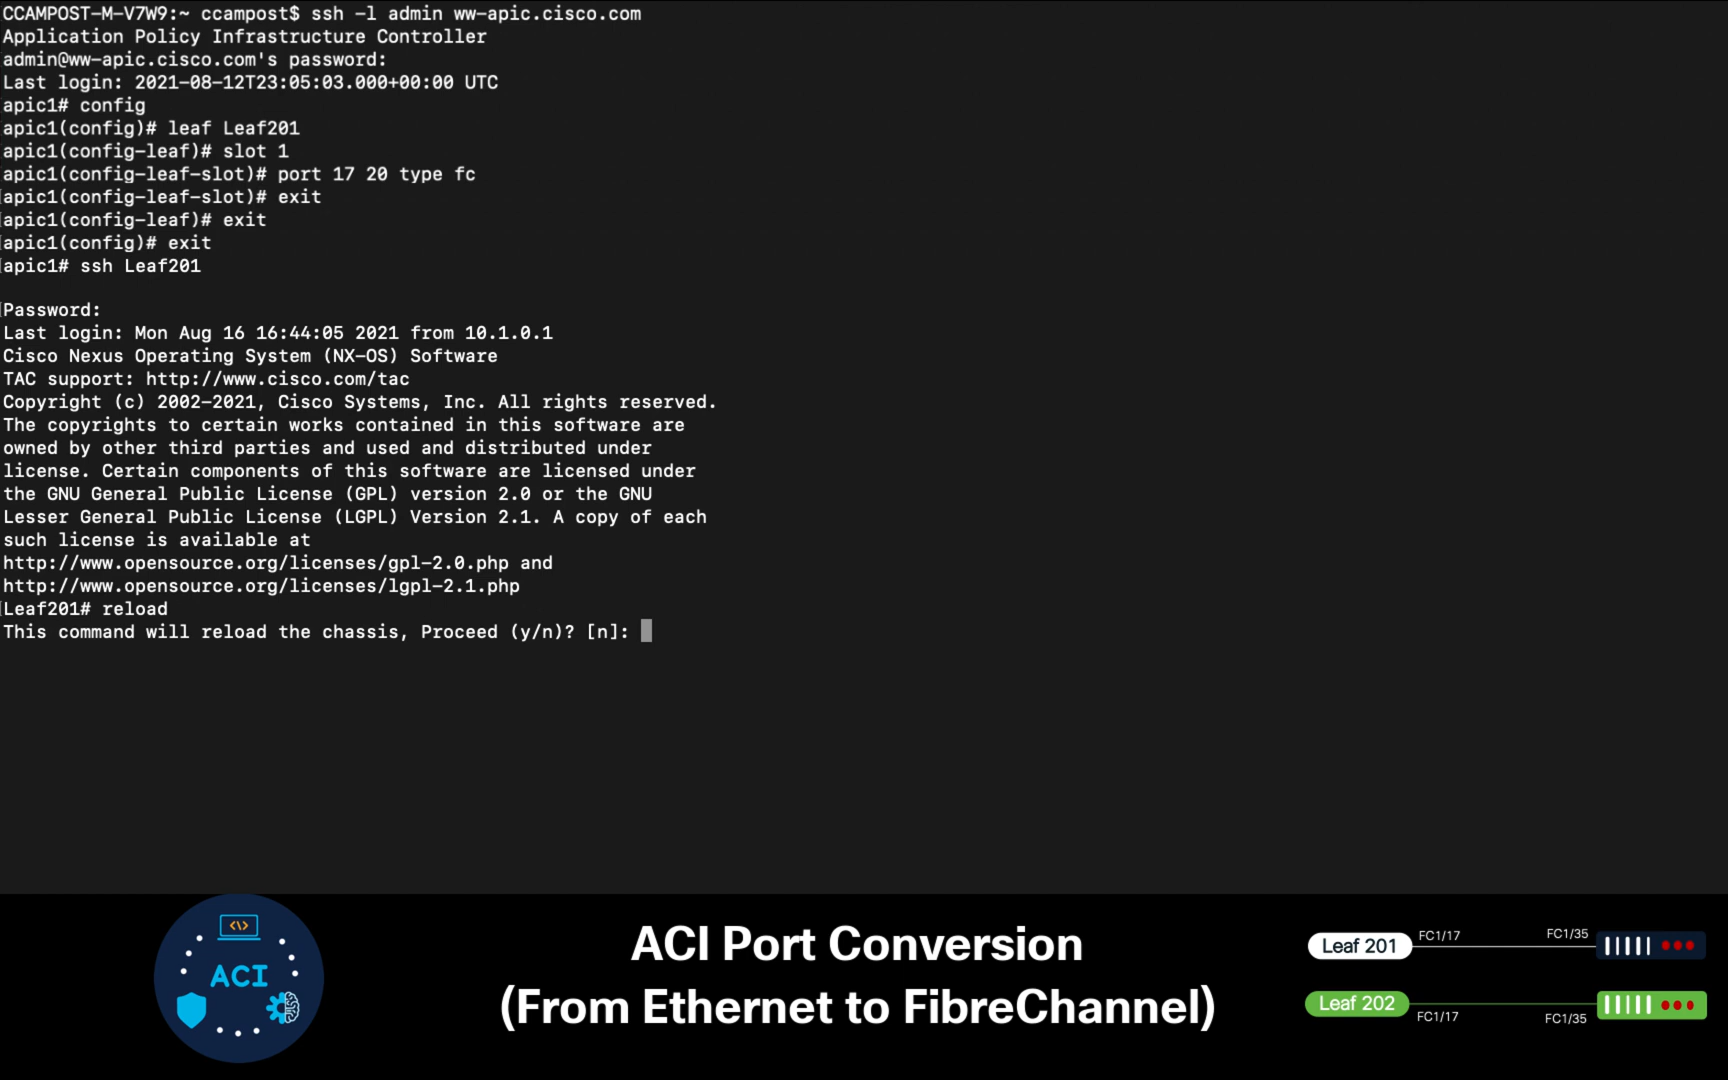 CCAMPOST-M-V7W9:~ ccampost$ ssh -l admin ww-apic.cisco.com
Application Policy Infrastructure Controller
admin@ww-apic.cisco.com's password:
Last login: 2021-08-12T23:05:03.000+00:00 UTC
apic1# config
apic1(config)# leaf Leaf201
apic1(config-leaf)# slot 1
apic1(config-leaf-slot)# port 17 20 type fc
apic1(config-leaf-slot)# exit
apic1(config-leaf)# exit
apic1(config)# exit
apic1# ssh Leaf201
Password:
Last login: Mon Aug 16 16:44:05 2021 from 10.1.0.1
Cisco Nexus Operating System (NX-OS) Software
TAC support: http://www.cisco.com/tac
Copyright (c) 2002-2021, Cisco Systems, Inc. All rights reserved.
The copyrights to certain works contained in this software are
owned by other third parties and used and distributed under
license. Certain components of this software are licensed under
the GNU General Public License (GPL) version 2.0 or the GNU
Lesser General Public License (LGPL) Version 2.1. A copy of each
such license is available at
http://www.opensource.org/licenses/gpl-2.0.php and
http://www.opensource.org/licenses/lgpl-2.1.php
Leaf201# reload
This command will reload the chassis, Proceed (y/n)? [n]:
</> 
ACI
ACI Port Conversion
(From Ethernet to FibreChannel)
Leaf 201 FC1/17 FC1/35
Leaf 202 FC1/17 FC1/35